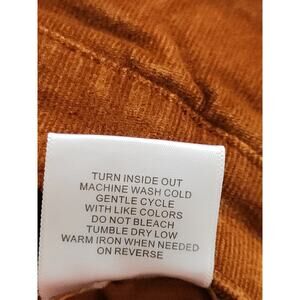 TURN INSIDE OUT
MACHINE WASH COLD
GENTLE CYCLE
WITH LIKE COLORS
DO NOT BLEACH
TUMBLE DRY LOW
WARM IRON WHEN NEEDED
ON REVERSE